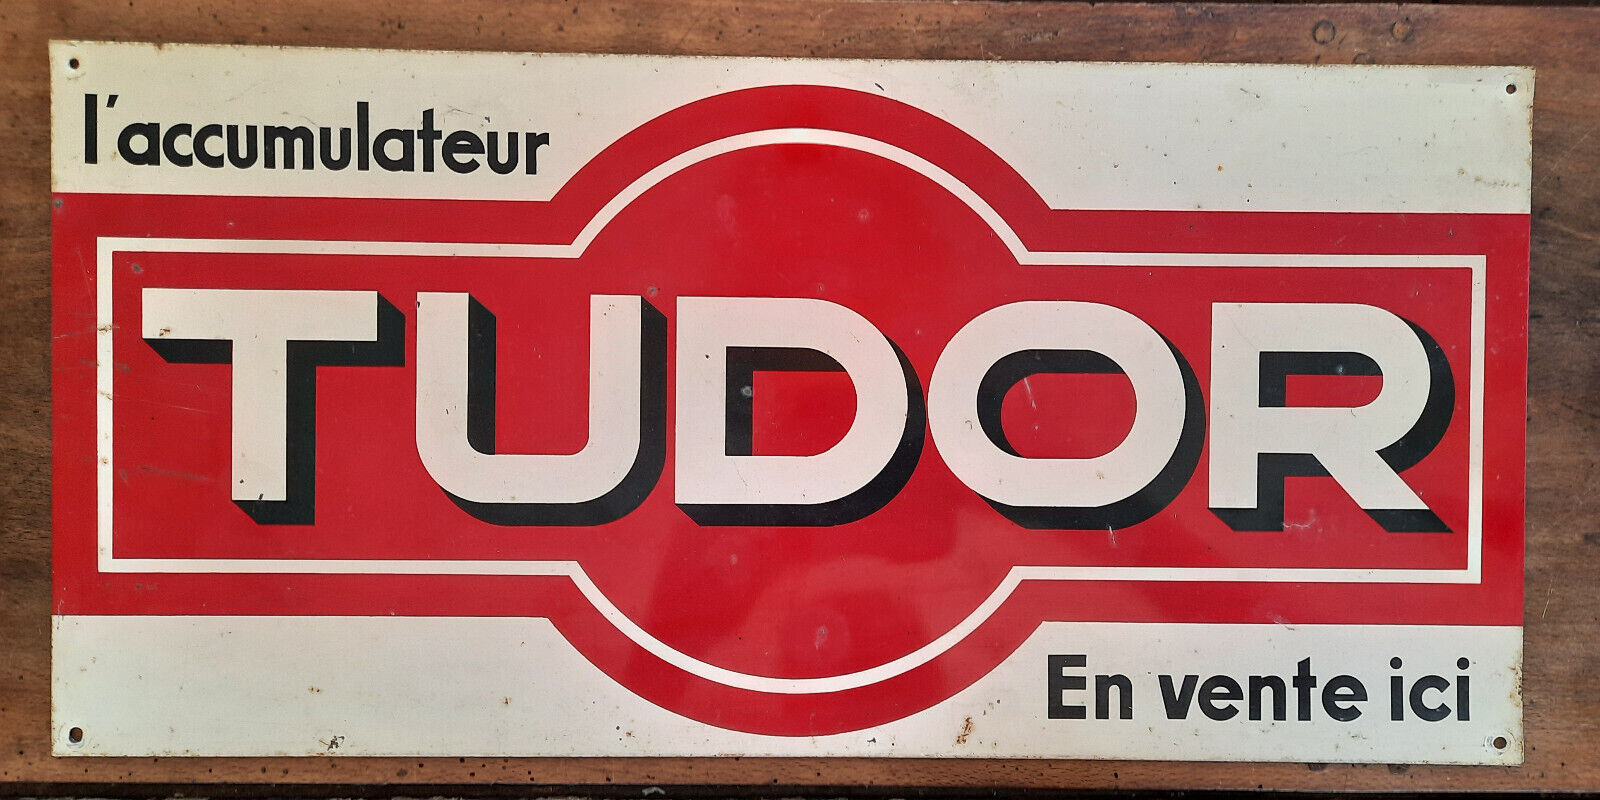 l'accumulateur
TUDOR
En vente ici